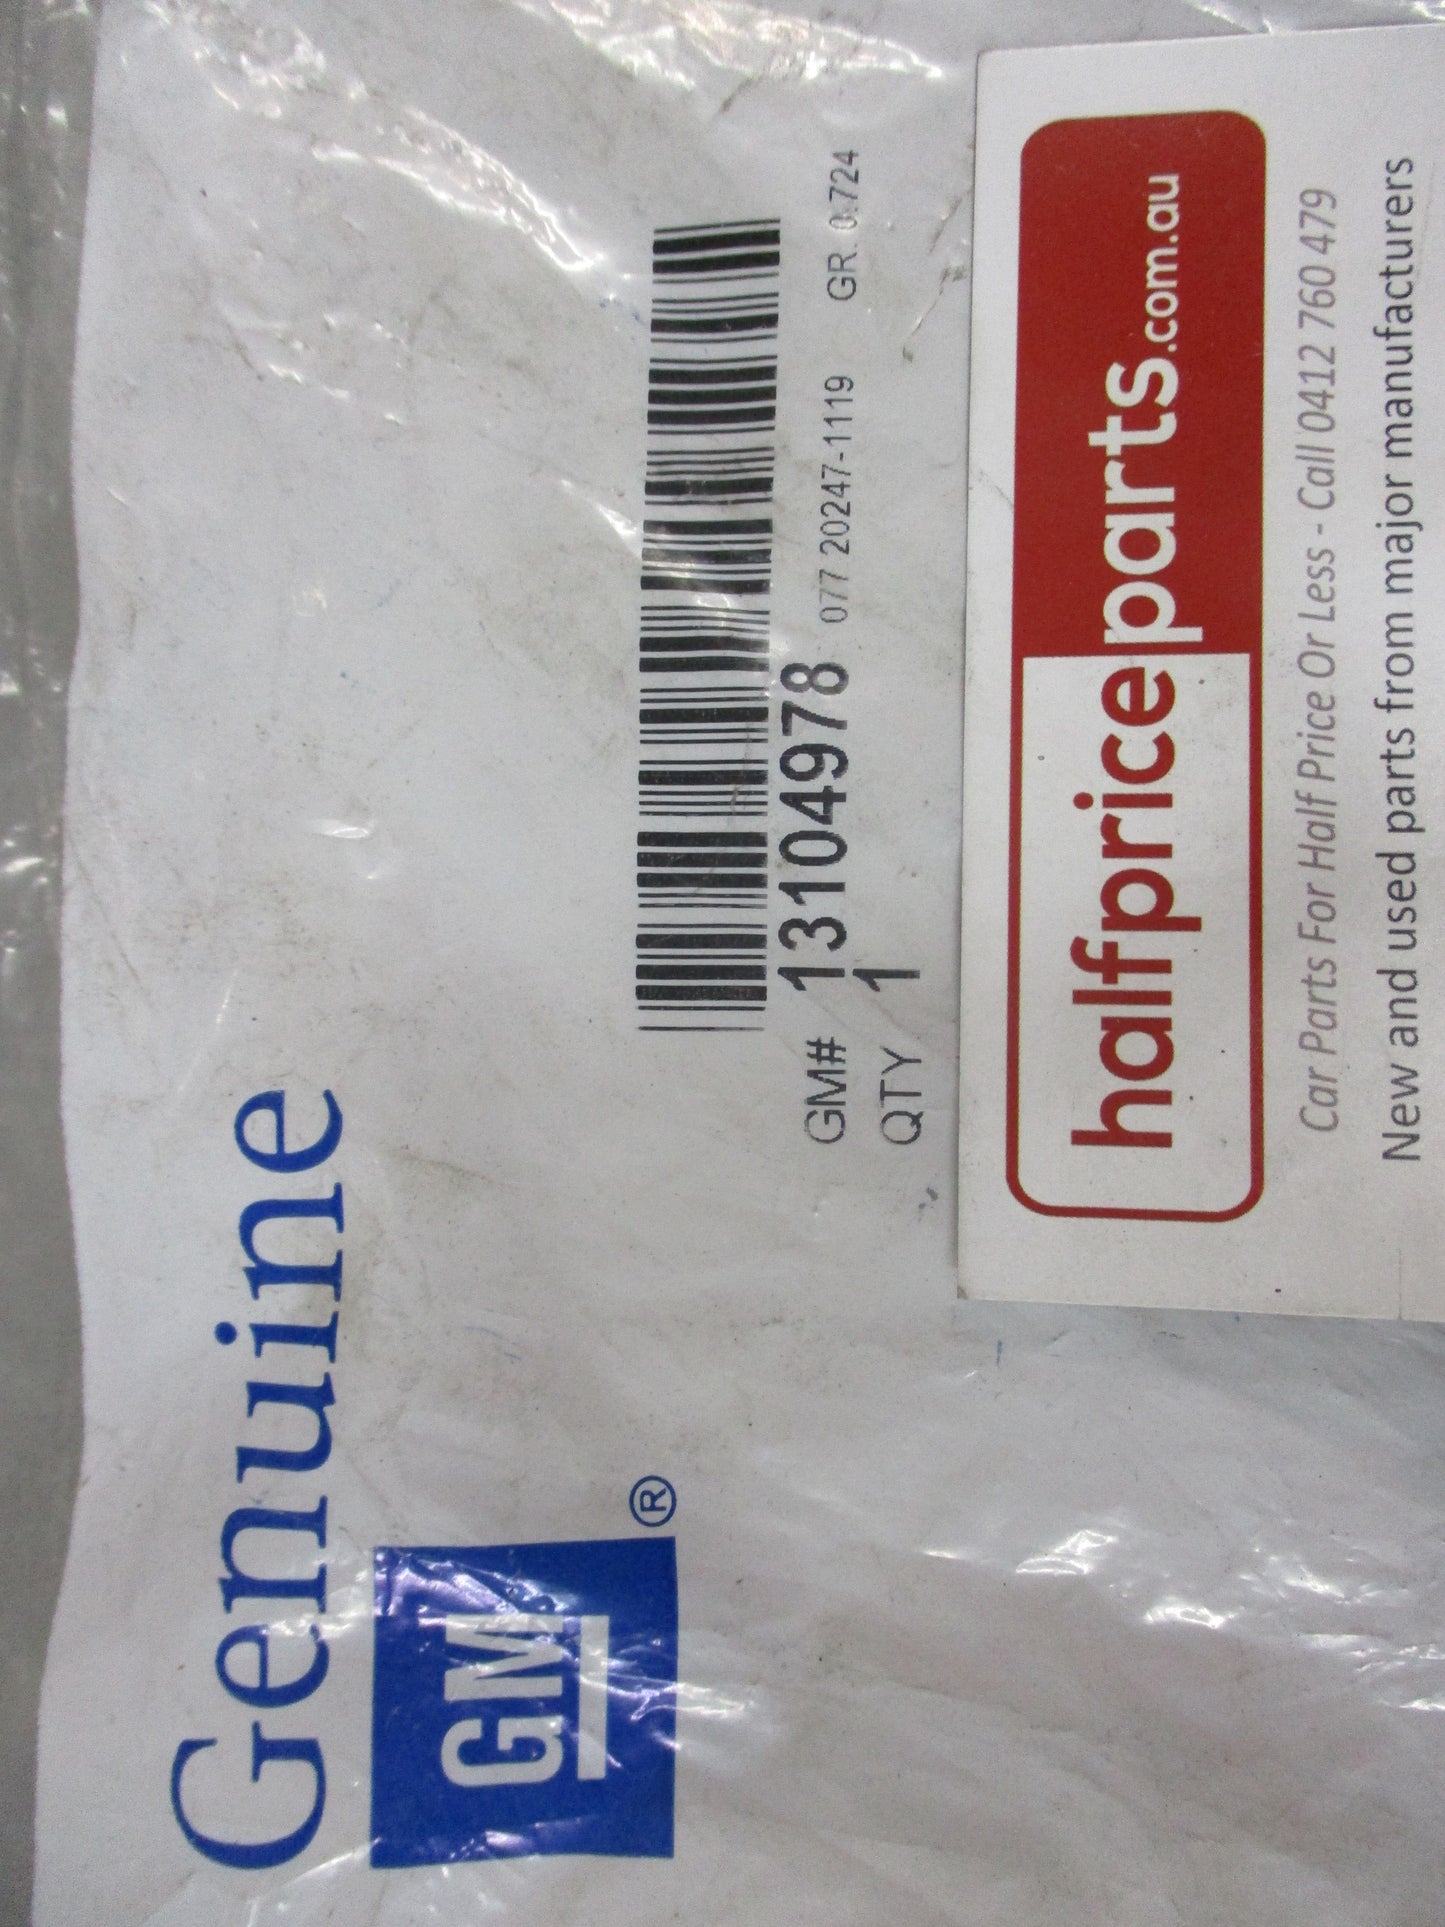 Genuine
GM®
GM# 13104978 077 20247-1119 GR. 0.724
QTY 1
halfpriceparts.com.au
Car Parts For Half Price Or Less - Call 0412 760 479
New and used parts from major manufacturers